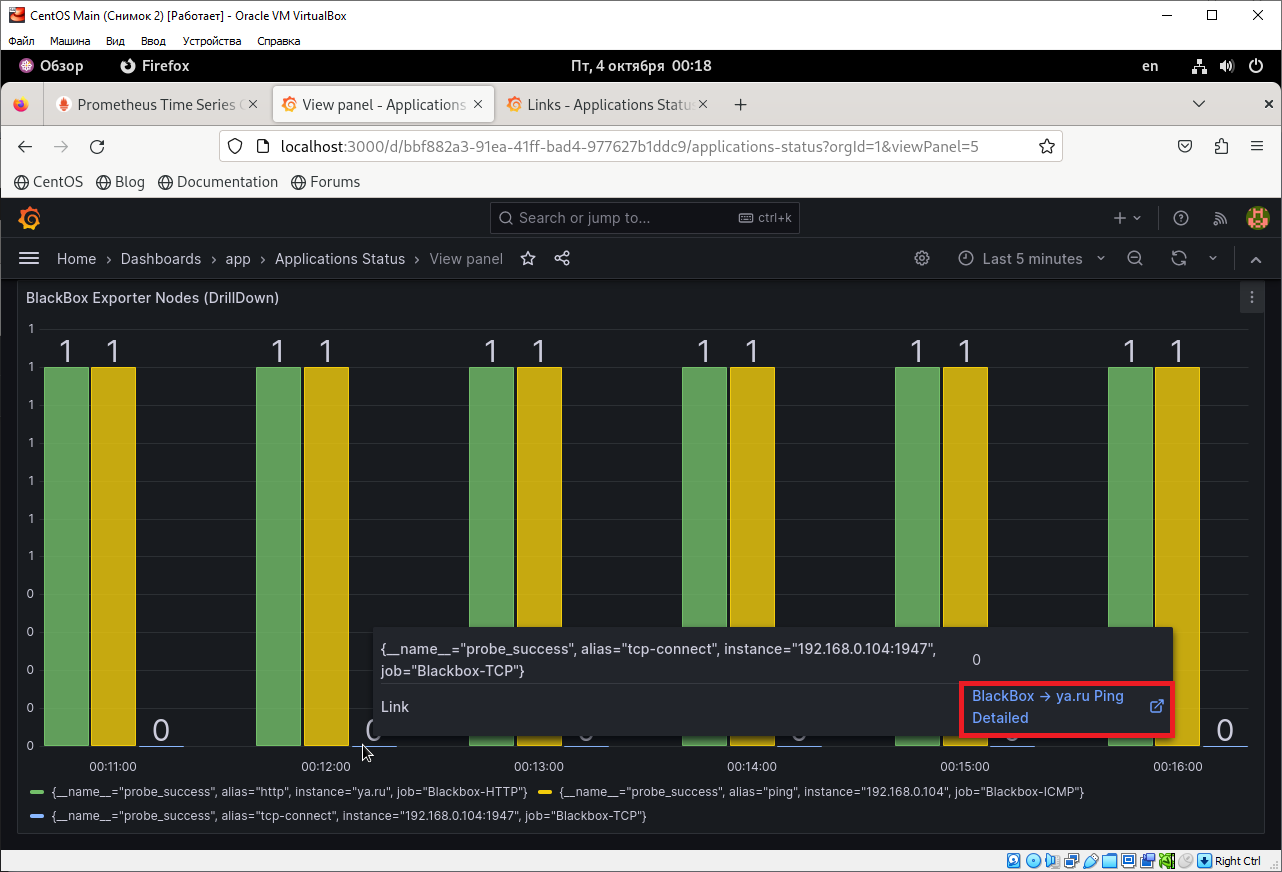 CentOS Main (Снимок 2) [Работает] - Oracle VM VirtualBox
Файл Машина Вид Ввод Устройства Справка
Обзор Firefox Пт, 4 октября 00:18 en
Prometheus Time Series View panel - Applications Links - Applications Status
localhost:3000/d/bbf882a3-91ea-41ff-bad4-977627b1ddc9/applications-status?orgId=1&viewPanel=5
CentOS Blog Documentation Forums
Search or jump to... ctrl+k
Home › Dashboards › app › Applications Status › View panel Last 5 minutes
BlackBox Exporter Nodes (DrillDown)
1
1 1 1 1 1 1 1 1 1 1 1 1
1
1
1
1
1
1
0
0
{__name__="probe_success", alias="tcp-connect", instance="192.168.0.104:1947",
job="Blackbox-TCP"}
0
0
Link
BlackBox → ya.ru Ping
Detailed
0
0 0 0 0 0 0
0
00:11:00 00:12:00 00:13:00 00:14:00 00:15:00 00:16:00
{__name__="probe_success", alias="http", instance="ya.ru", job="Blackbox-HTTP"} {__name__="probe_success", alias="ping", instance="192.168.0.104", job="Blackbox-ICMP"}
{__name__="probe_success", alias="tcp-connect", instance="192.168.0.104:1947", job="Blackbox-TCP"}
Right Ctrl